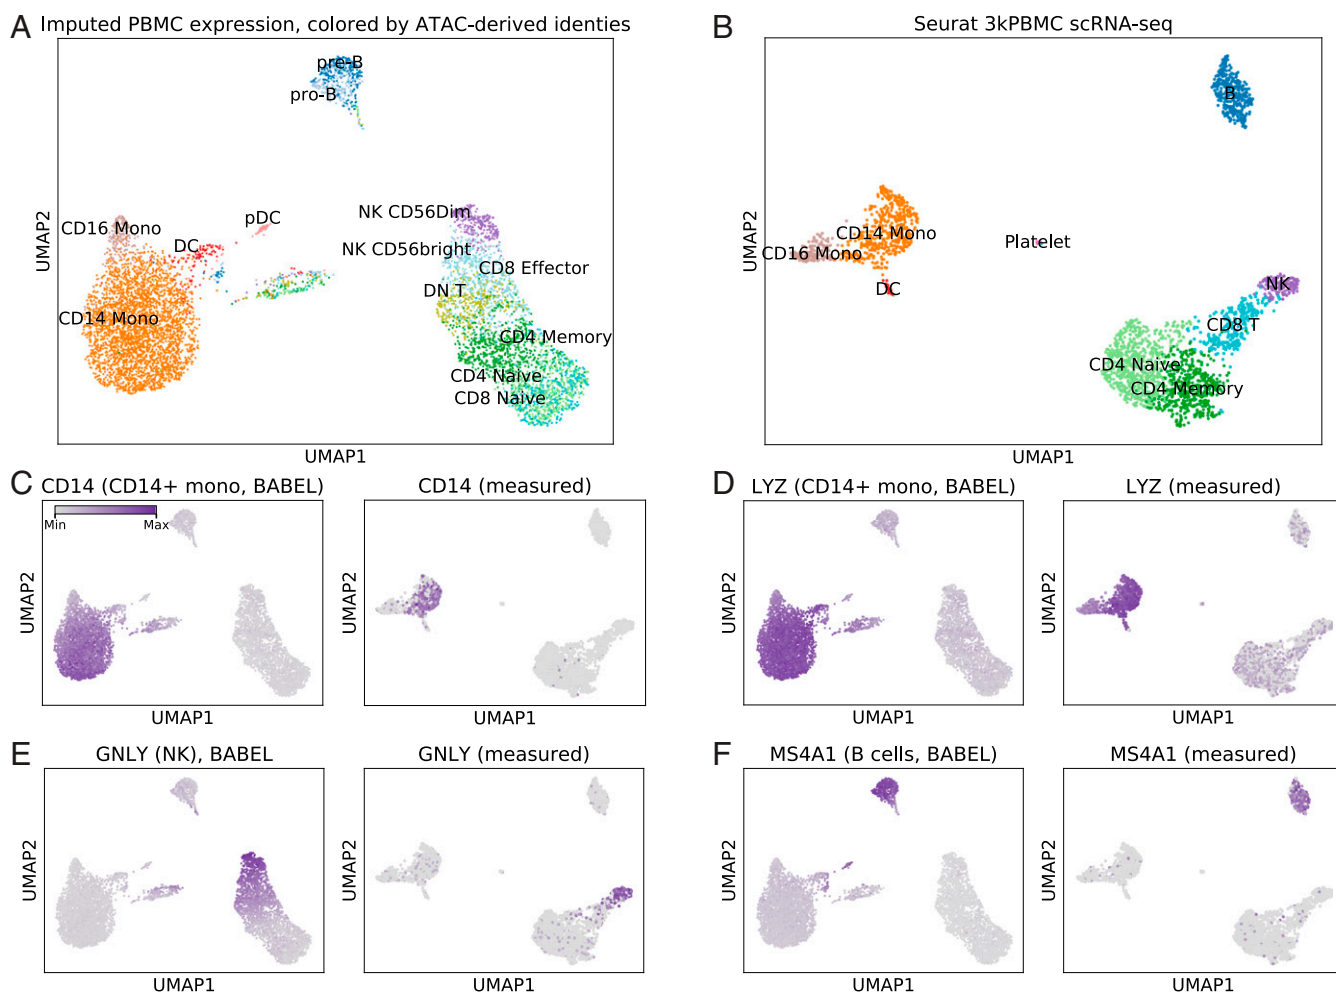 A Imputed PBMC expression, colored by ATAC-derived identies
pre-B
pro-B
CD16 Mono
pDC
DC
NK CD56Dim
NK CD56bright
CD8 Effector
DN T
CD14 Mono
CD4 Memory
CD4 Naive
CD8 Naive
UMAP2
UMAP1
B Seurat 3kPBMC scRNA-seq
B
CD14 Mono
CD16 Mono
Platelet
DC
NK
CD8 T
CD4 Naive
CD4 Memory
UMAP2
UMAP1
C CD14 (CD14+ mono, BABEL)
Min Max
UMAP2
UMAP1
CD14 (measured)
UMAP2
UMAP1
D LYZ (CD14+ mono, BABEL)
UMAP2
UMAP1
LYZ (measured)
UMAP2
UMAP1
E GNLY (NK), BABEL
UMAP2
UMAP1
GNLY (measured)
UMAP2
UMAP1
F MS4A1 (B cells, BABEL)
UMAP2
UMAP1
MS4A1 (measured)
UMAP2
UMAP1